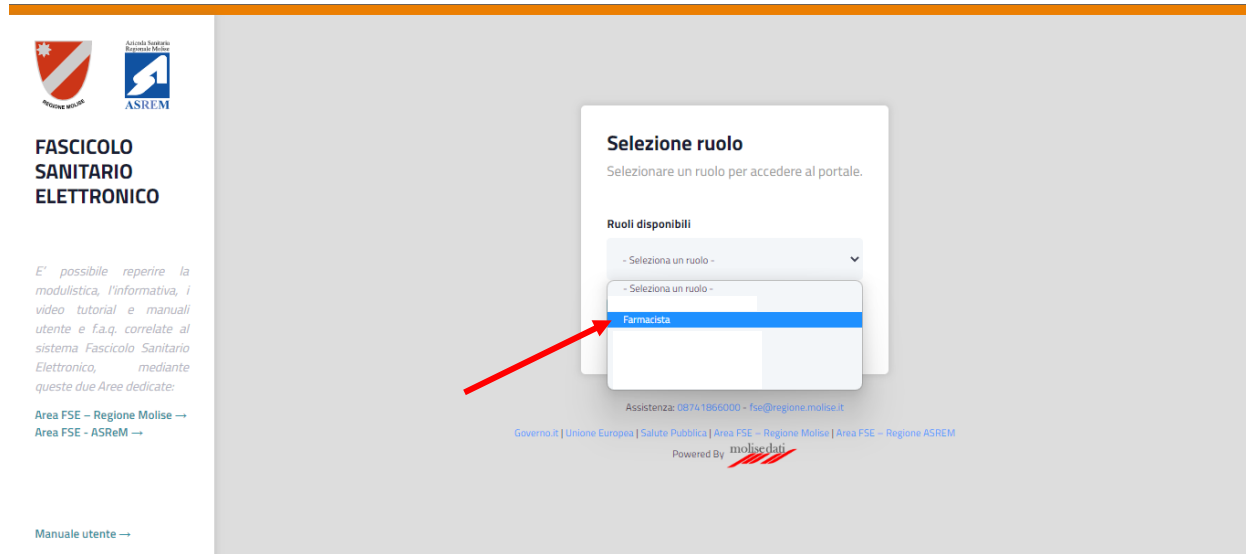 REGIONE MOLISE
Azienda Sanitaria
Regionale Molise
ASREM
FASCICOLO
SANITARIO
ELETTRONICO
E' possibile reperire la
modulistica, l'informativa, i
video tutorial e manuali
utente e f.a.q. correlate al
sistema Fascicolo Sanitario
Elettronico, mediante
queste due Aree dedicate:
Area FSE – Regione Molise →
Area FSE - ASReM →
Manuale utente →
Selezione ruolo
Selezionare un ruolo per accedere al portale.
Ruoli disponibili
- Seleziona un ruolo -
- Seleziona un ruolo -
Farmacista
Assistenza: 08741866000 - fse@regione.molise.it
Governo.it | Unione Europea | Salute Pubblica | Area FSE – Regione Molise | Area FSE – Regione ASREM
Powered By molisedati